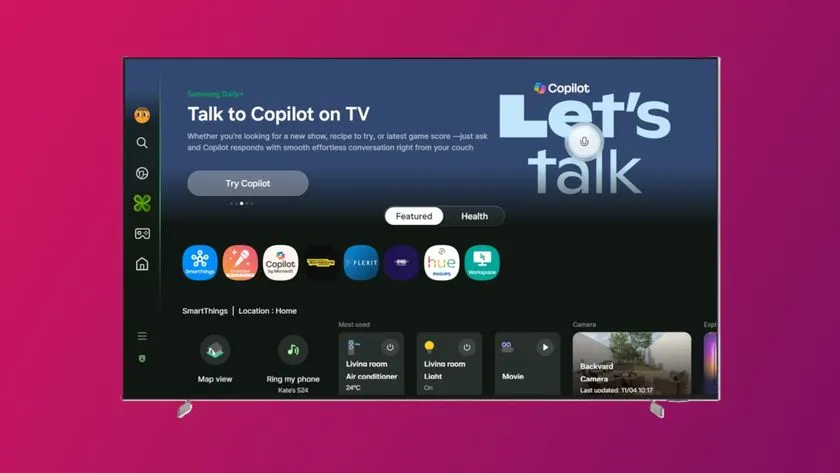 Samsung Daily+
Talk to Copilot on TV
Whether you're looking for a new show, recipe to try, or latest game score —just ask
and Copilot responds with smooth effortless conversation right from your couch
Try Copilot
Copilot
Let's
talk
Featured
Health
SmartThings
Copilot
by Microsoft
FLEXIT
hue
PHILIPS
Workspace
SmartThings | Location : Home
Map view
Ring my phone
Kate's S24
Most used
Living room
Air conditioner
24°C
Living room
Light
On
Movie
Camera
Backyard
Camera
Last updated: 11/04 10:17